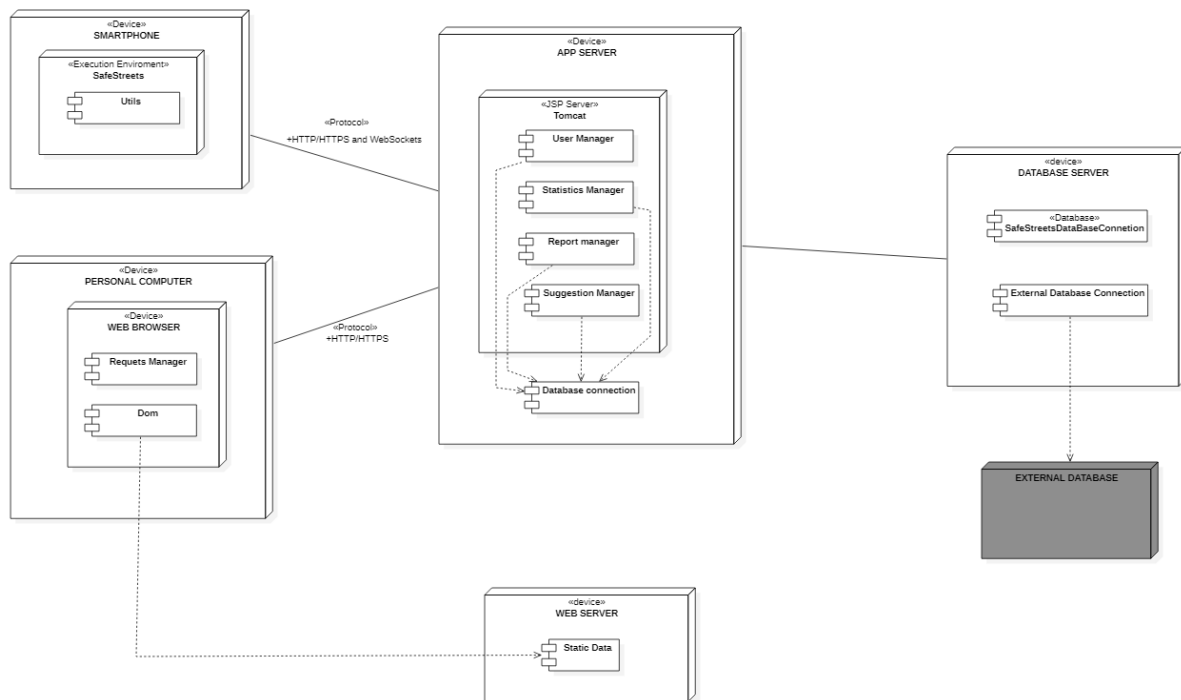 «Device»
SMARTPHONE
«Execution Enviroment»
SafeStreets
Utils
«Protocol»
+HTTP/HTTPS and WebSockets
«Device»
PERSONAL COMPUTER
«Device»
WEB BROWSER
Requets Manager
Dom
«Protocol»
+HTTP/HTTPS
«Device»
APP SERVER
«JSP Server»
Tomcat
User Manager
Statistics Manager
Report manager
Suggestion Manager
Database connection
«device»
DATABASE SERVER
«Database»
SafeStreetsDataBaseConnetion
External Database Connection
EXTERNAL DATABASE
«device»
WEB SERVER
Static Data